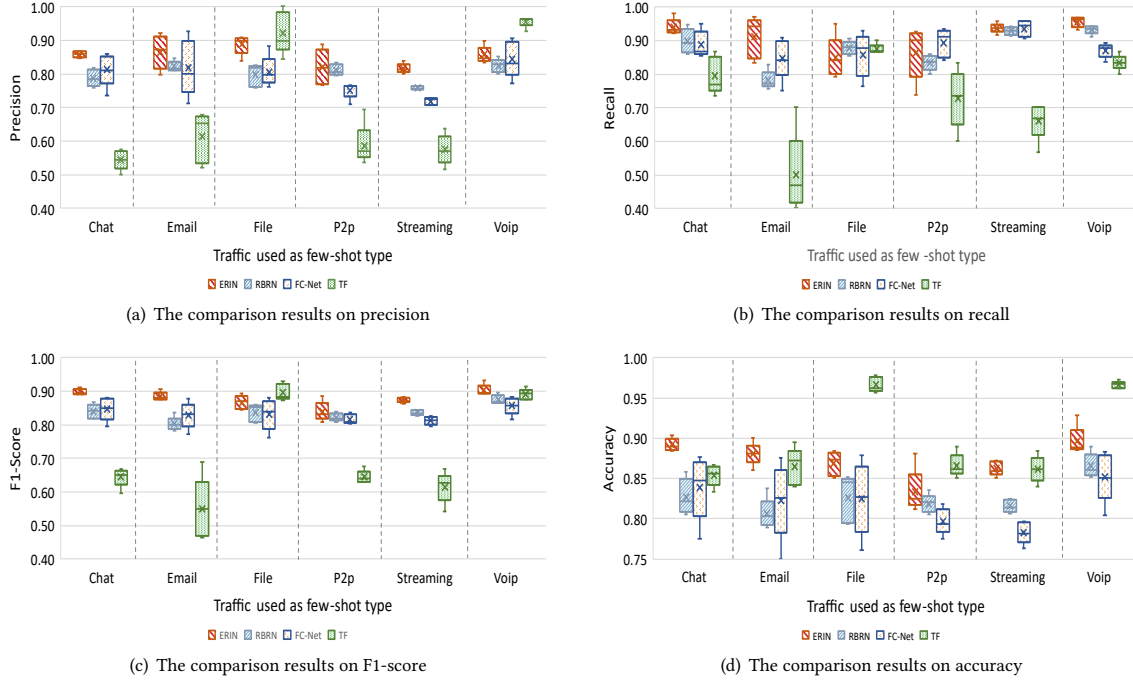 1.00
0.90
0.80
0.70
0.60
0.50
0.40
Precision
Chat Email File P2p Streaming Voip
Traffic used as few-shot type
ERIN RBRN FC-Net TF
(a) The comparison results on precision
1.00
0.90
0.80
0.70
0.60
0.50
0.40
Recall
Chat Email File P2P Streaming Voip
Traffic used as few -shot type
ERIN RBRN FC-Net TF
(b) The comparison results on recall
1.00
0.90
0.80
0.70
0.60
0.50
0.40
F1-Score
Chat Email File P2p Streaming Voip
Traffic used as few-shot type
ERIN RBRN FC-Net TF
(c) The comparison results on F1-score
1.00
0.95
0.90
0.85
0.80
0.75
Accuracy
Chat Email File P2p Streaming Voip
Traffic used as few-shot type
ERIN RBRN FC-Net TF
(d) The comparison results on accuracy